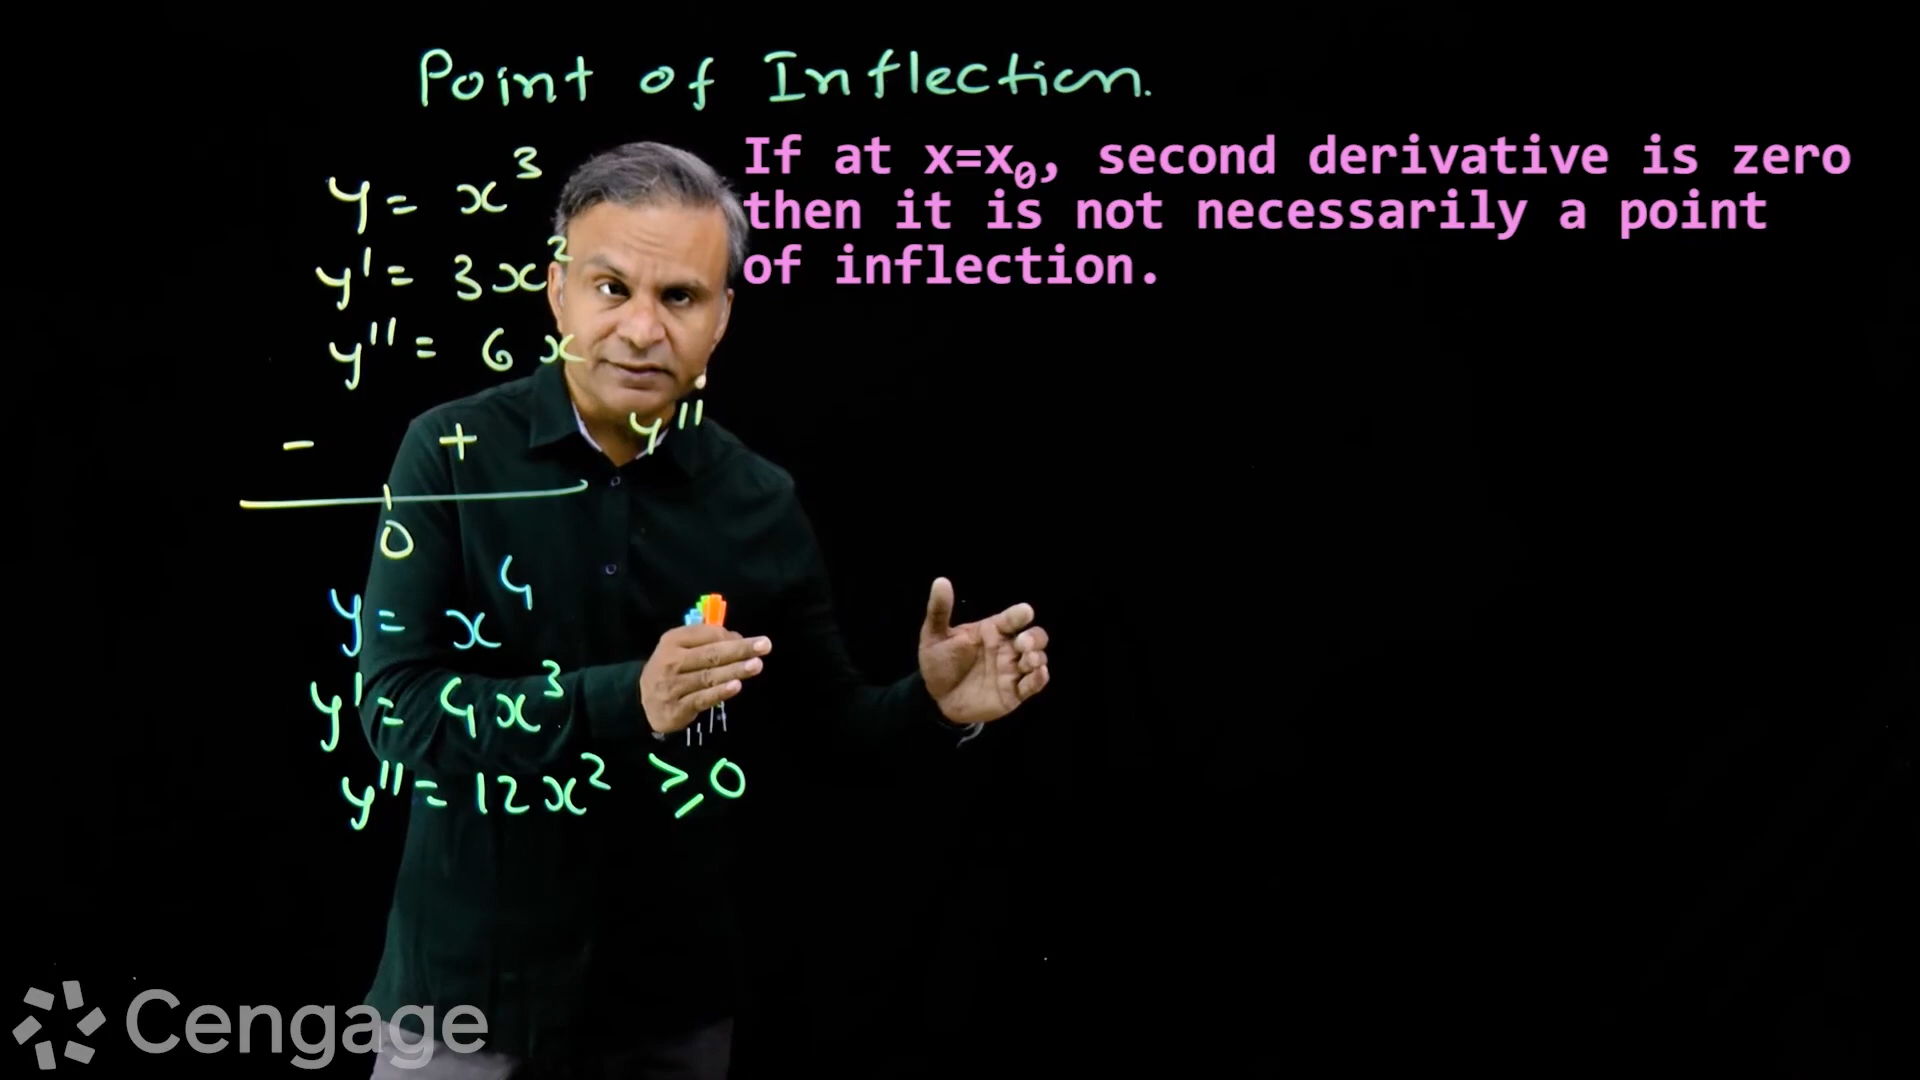 Point of Inflection.
If at x=x₀, second derivative is zero
then it is not necessarily a point
of inflection.
y = x³
y' = 3x²
y'' = 6x
- + y''
0
y = x⁴
y' = 4x³
y'' = 12x² ≥ 0
Cengage